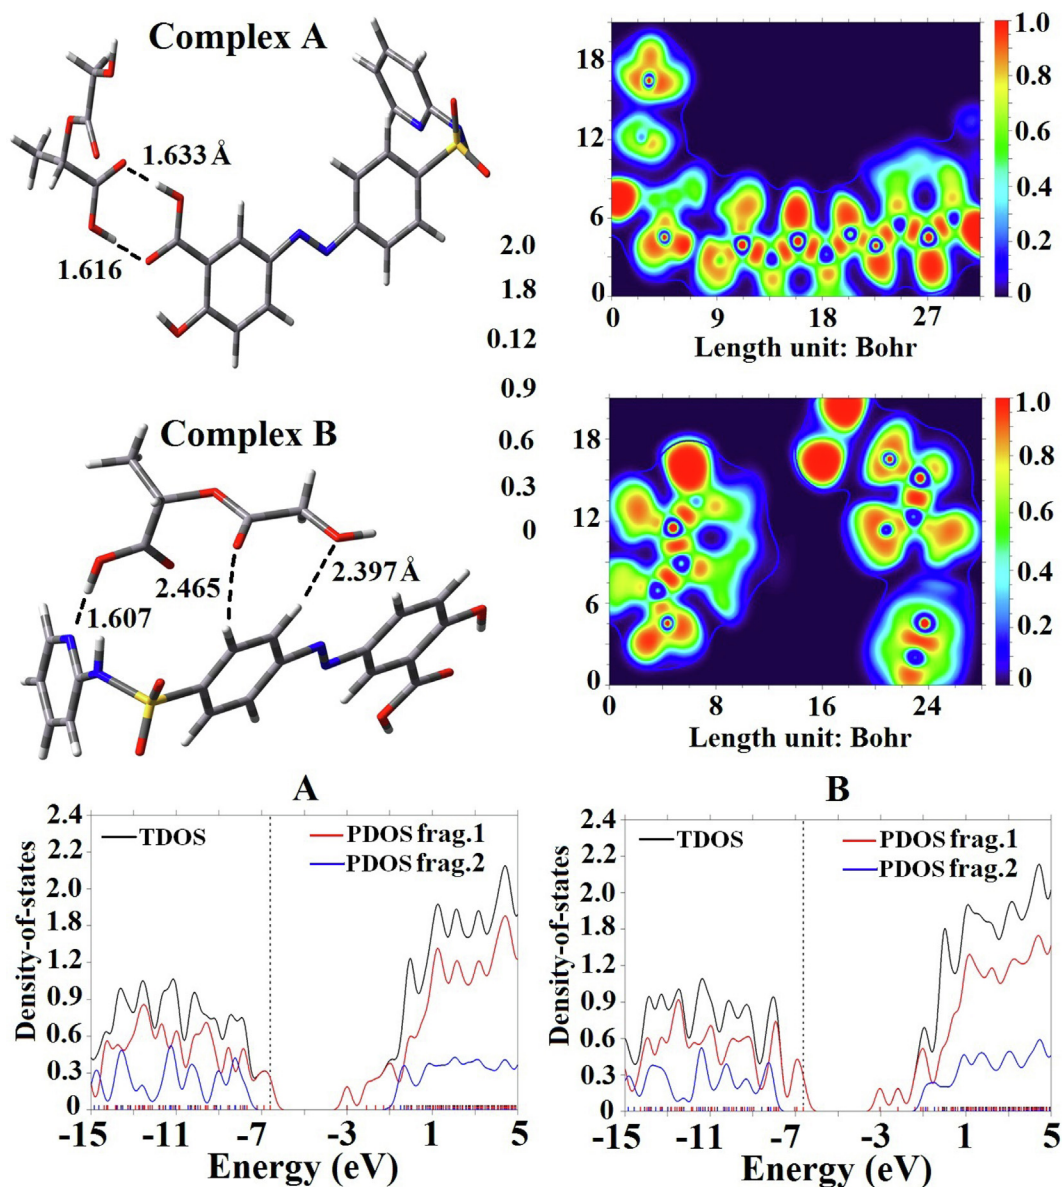 Complex A
1.633 Å
1.616
1.0
0.8
0.6
0.4
0.2
0
18
12
6
0
0 9 18 27
Length unit: Bohr
2.0
1.8
0.12
0.9
0.6
0.3
0
Complex B
2.465
2.397 Å
1.607
1.0
0.8
0.6
0.4
0.2
0
18
12
6
0
0 8 16 24
Length unit: Bohr
A
TDOS
PDOS frag.1
PDOS frag.2
Density-of-states
2.4
2.2
2.0
1.8
1.2
0.9
0.6
0.3
0
-15 -11 -7 -3 1 5
Energy (eV)
B
TDOS
PDOS frag.1
PDOS frag.2
Density-of-states
2.4
2.2
2.0
1.8
1.2
0.9
0.6
0.3
0
-15 -11 -7 -3 1 5
Energy (eV)